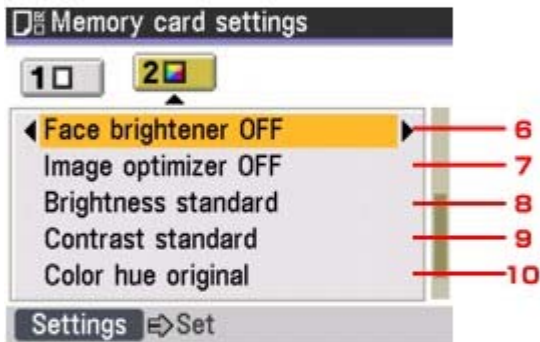 Memory card settings
1 2
Face brightener OFF 6
Image optimizer OFF 7
Brightness standard 8
Contrast standard 9
Color hue original 10
Settings Set